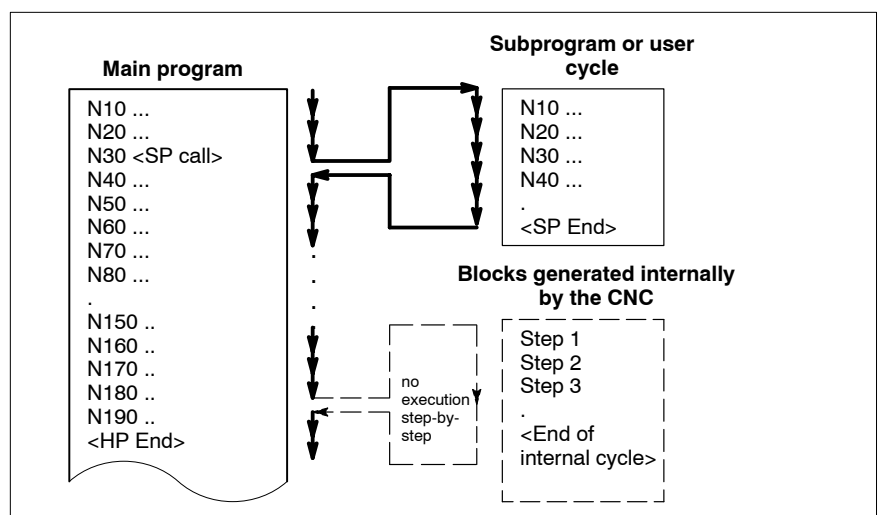 Main program
N10 ...
N20 ...
N30 <SP call>
N40 ...
N50 ...
N60 ...
N70 ...
N80 ...
.
N150 ..
N160 ..
N170 ..
N180 ..
N190 ..
<HP End>
.
.
.
Subprogram or user
cycle
N10 ...
N20 ...
N30 ...
N40 ...
.
<SP End>
Blocks generated internally
by the CNC
no
execution
step-by-
step
Step 1
Step 2
Step 3
.
<End of
internal cycle>